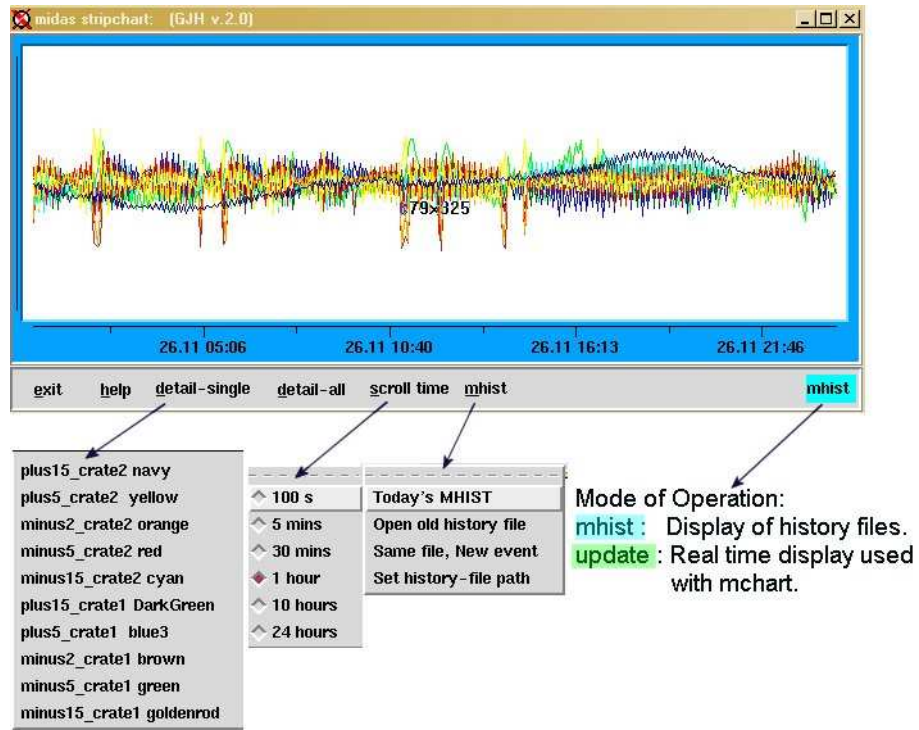 midas stripchart: (GJH v.2.0)
79x325
26.11 05:06
26.11 10:40
26.11 16:13
26.11 21:46
exit help detail-single detail-all scroll time mhist mhist
plus15_crate2 navy
plus5_crate2 yellow
minus2_crate2 orange
minus5_crate2 red
minus15_crate2 cyan
plus15_crate1 DarkGreen
plus5_crate1 blue3
minus2_crate1 brown
minus5_crate1 green
minus15_crate1 goldenrod
100 s
5 mins
30 mins
1 hour
10 hours
24 hours
Today's MHIST
Open old history file
Same file, New event
Set history-file path
Mode of Operation:
mhist : Display of history files.
update : Real time display used
with mchart.